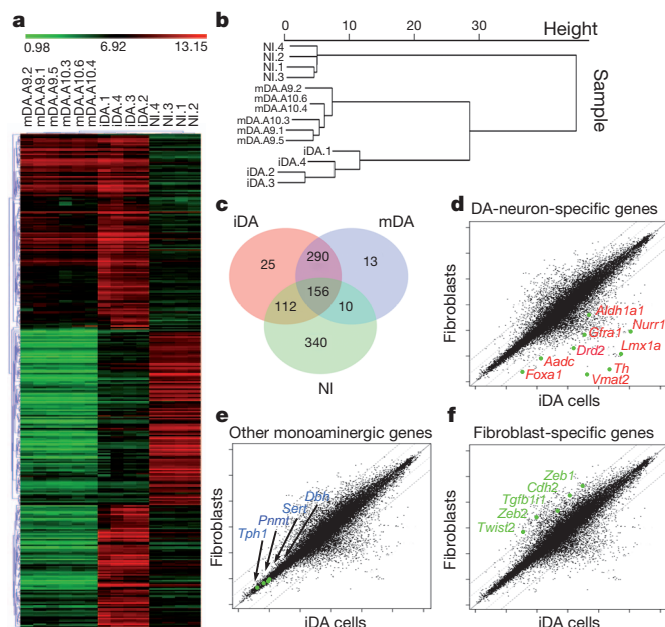 a
0.98 6.92 13.15
mDA.A9.2
mDA.A9.1
mDA.A9.5
mDA.A10.3
mDA.A10.6
mDA.A10.4
iDA.1
iDA.4
iDA.3
iDA.2
NI.4
NI.3
NI.1
NI.2
b
0 10 20 30 Height
NI.4
NI.2
NI.1
NI.3
mDA.A9.2
mDA.A10.6
mDA.A10.4
mDA.A10.3
mDA.A9.1
mDA.A9.5
iDA.1
iDA.4
iDA.2
iDA.3
Sample
c
iDA mDA
25 290 13
156
112 10
340
NI
d
DA-neuron-specific genes
Fibroblasts
Aldh1a1
Gfra1
Nurr1
Drd2
Lmx1a
Aadc
Th
Foxa1
Vmat2
iDA cells
e
Other monoaminergic genes
Fibroblasts
Dbh
Sert
Pnmt
Tph1
iDA cells
f
Fibroblast-specific genes
Fibroblasts
Zeb1
Cdh2
Tgfb1i1
Zeb2
Twist2
iDA cells